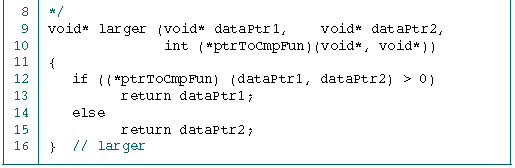 8 */
9 void* larger (void* dataPtr1,    void* dataPtr2,
10               int (*ptrToCmpFun)(void*, void*))
11 {
12    if ((*ptrToCmpFun) (dataPtr1, dataPtr2) > 0)
13          return dataPtr1;
14    else
15          return dataPtr2;
16 }  // larger